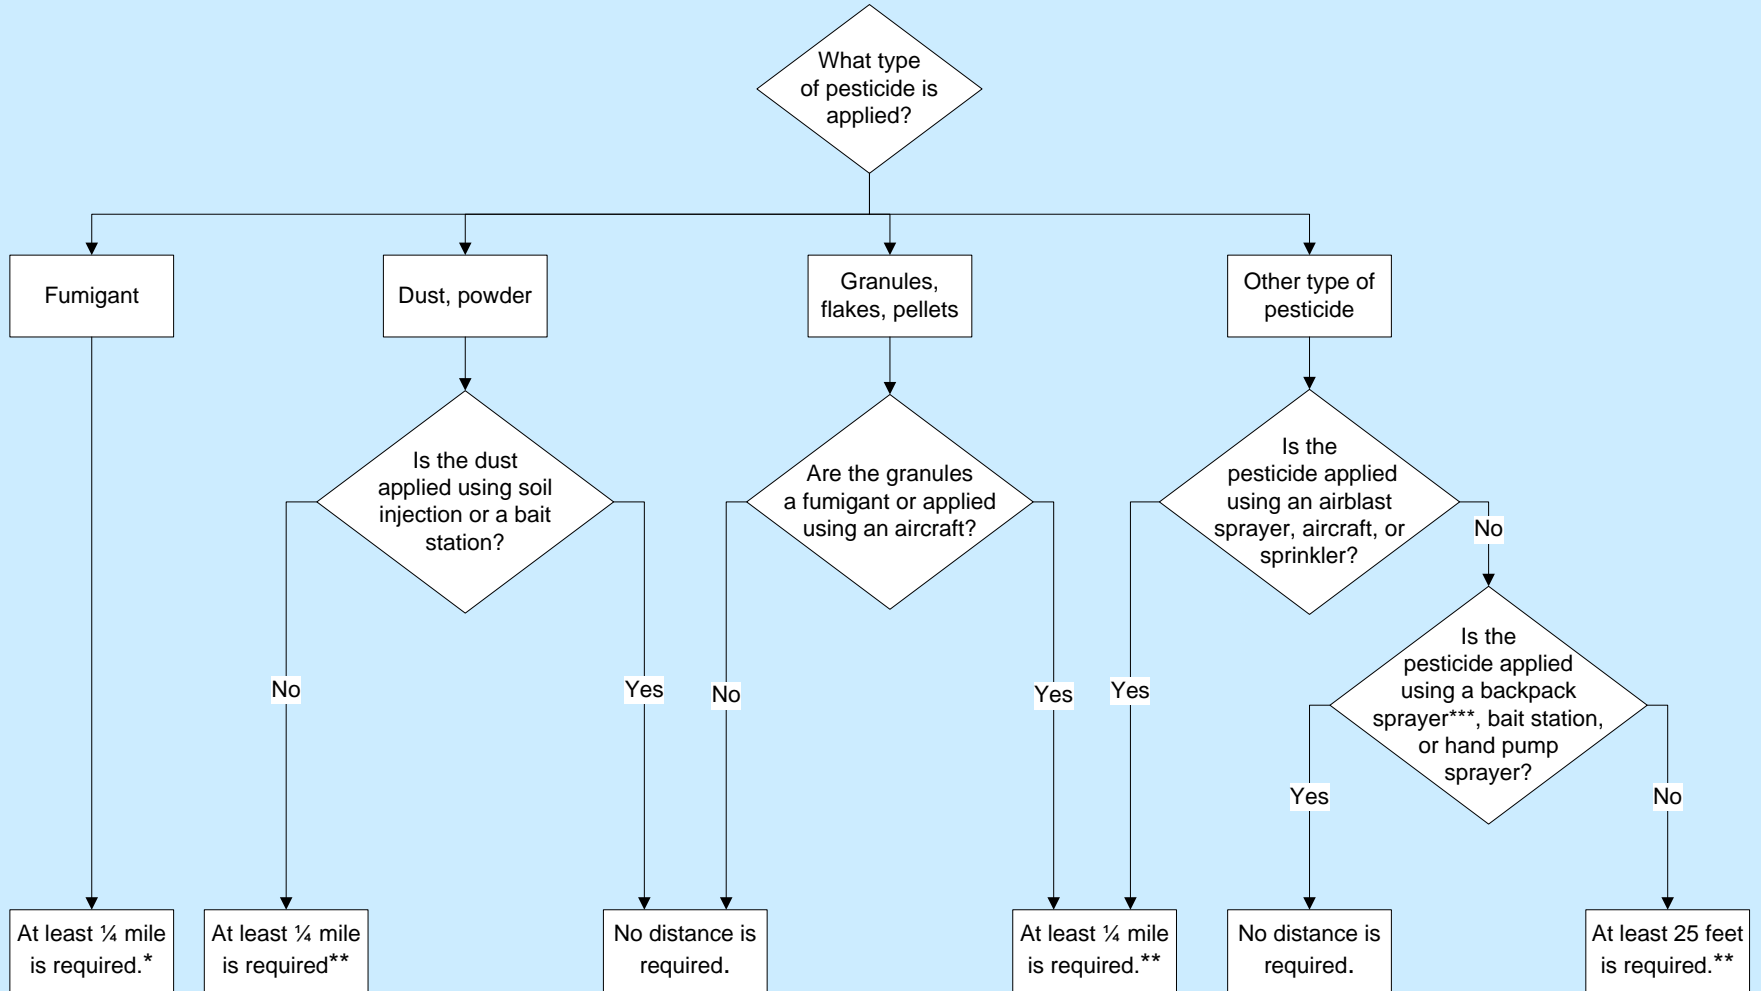 What type
of pesticide is
applied?
Fumigant
Dust, powder
Granules,
flakes, pellets
Other type of
pesticide
Is the dust
applied using soil
injection or a bait
station?
Are the granules
a fumigant or applied
using an aircraft?
Is the
pesticide applied
using an airblast
sprayer, aircraft, or
sprinkler?
No
Is the
pesticide applied
using a backpack
sprayer***, bait station,
or hand pump
sprayer?
No
Yes
No
Yes
Yes
Yes
No
At least ¼ mile
is required.*
At least ¼ mile
is required**
No distance is
required.
At least ¼ mile
is required.**
No distance is
required.
At least 25 feet
is required.**